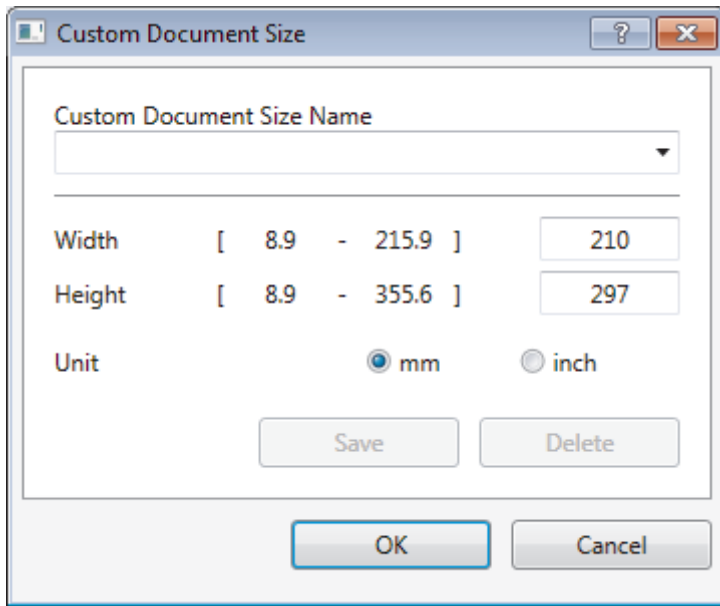 Custom Document Size
Custom Document Size Name
Width [ 8.9 - 215.9 ] 210
Height [ 8.9 - 355.6 ] 297
Unit mm inch
Save Delete
OK Cancel